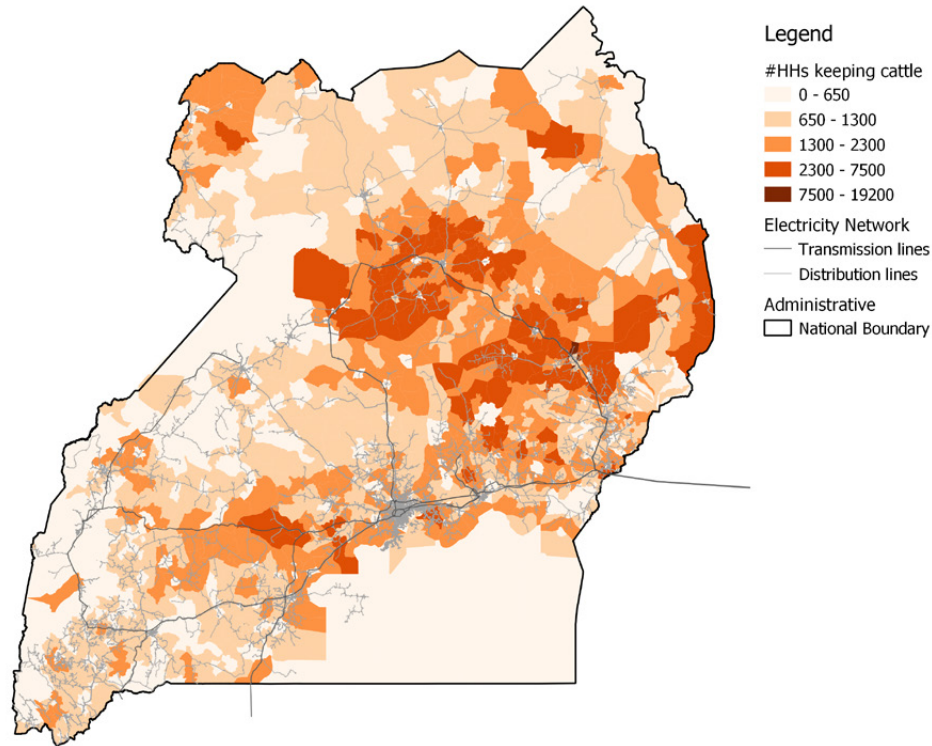 Legend
#HHs keeping cattle
0 - 650
650 - 1300
1300 - 2300
2300 - 7500
7500 - 19200
Electricity Network
Transmission lines
Distribution lines
Administrative
National Boundary